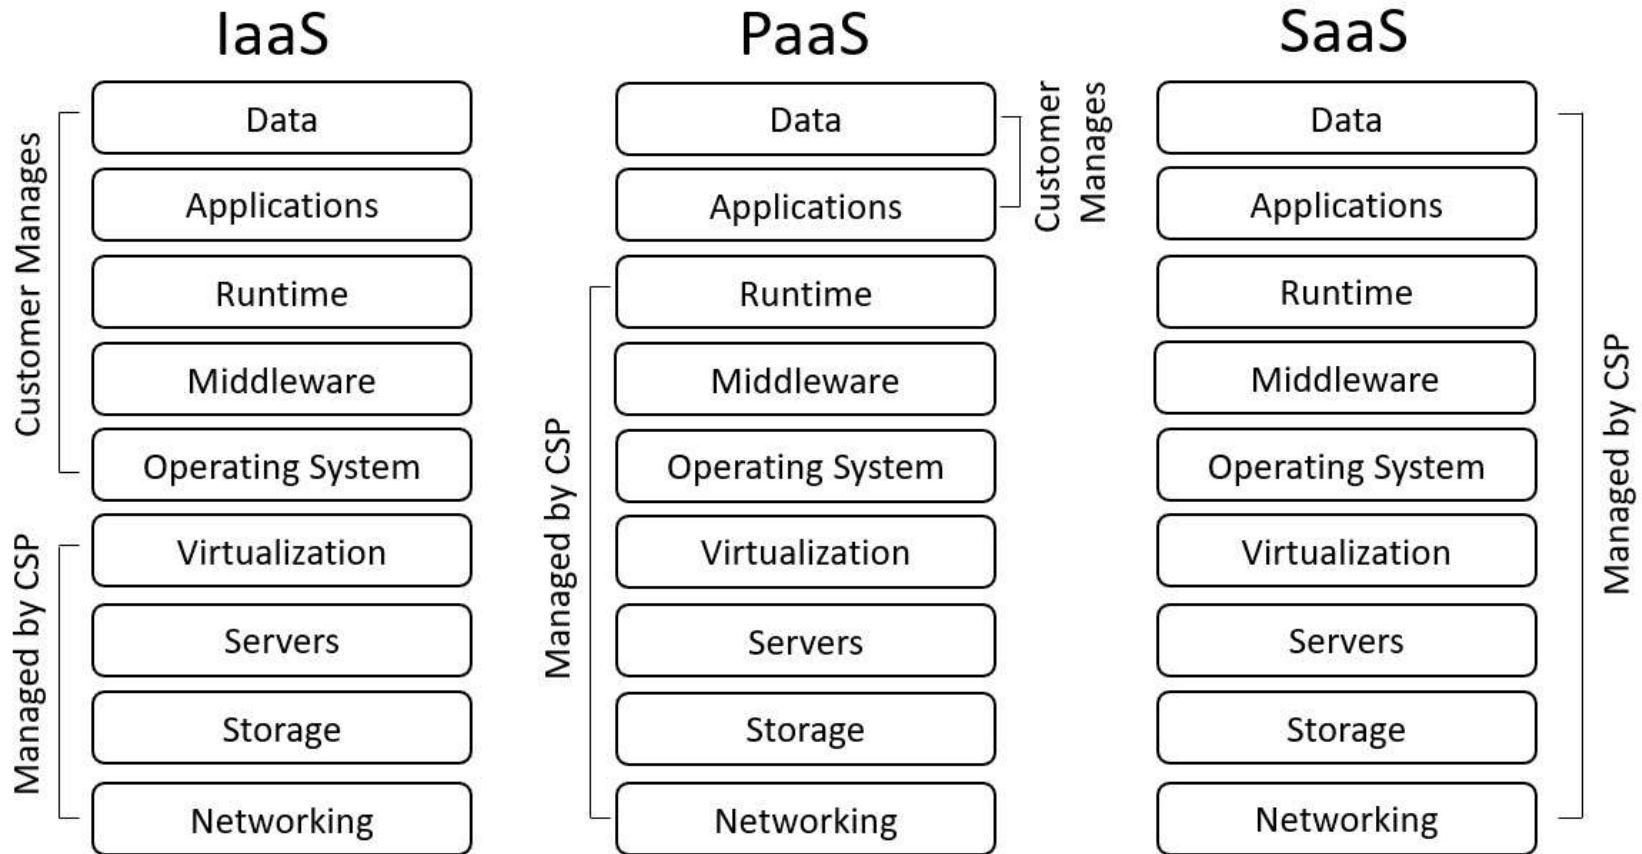 IaaS
Customer Manages
Data
Applications
Runtime
Middleware
Operating System
Managed by CSP
Virtualization
Servers
Storage
Networking
PaaS
Data
Applications
Customer
Manages
Managed by CSP
Runtime
Middleware
Operating System
Virtualization
Servers
Storage
Networking
SaaS
Data
Applications
Runtime
Middleware
Operating System
Virtualization
Servers
Storage
Networking
Managed by CSP